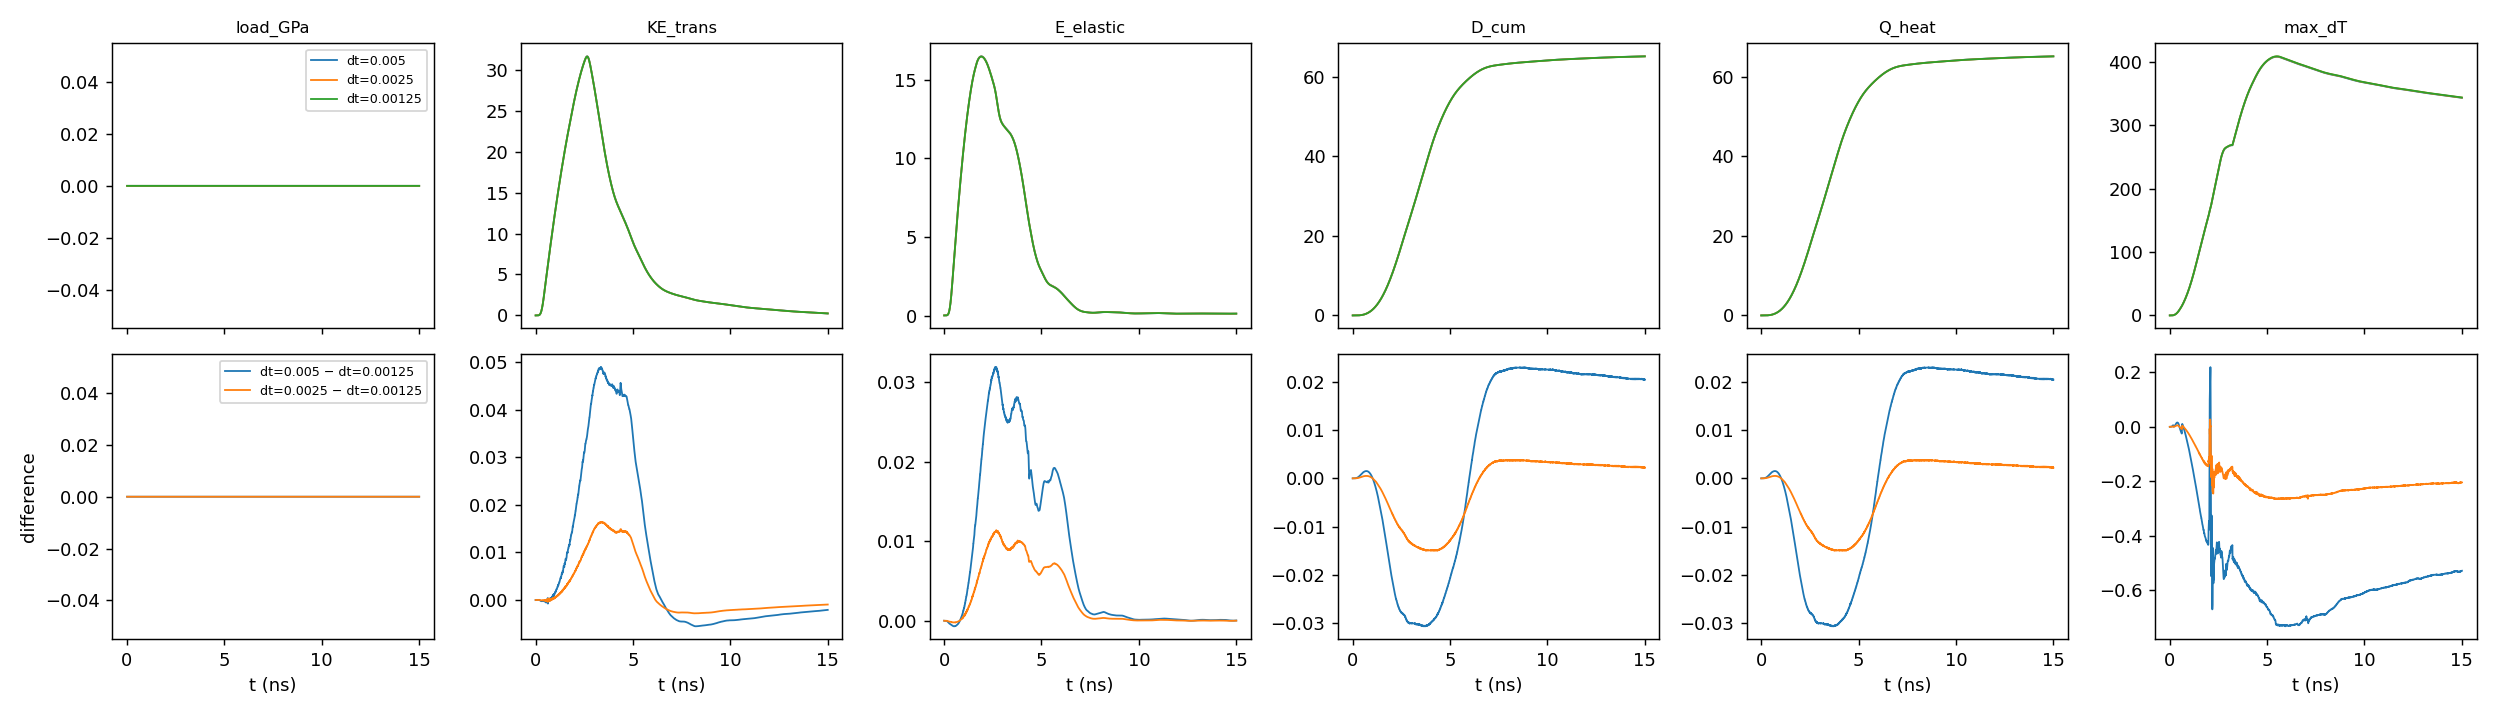 load_GPa
KE_trans
E_elastic
D_cum
Q_heat
max_dT
dt=0.005
dt=0.0025
dt=0.00125
0.04
0.02
0.00
−0.02
−0.04
30
25
20
15
10
5
0
15
10
5
0
60
40
20
0
60
40
20
0
400
300
200
100
0
dt=0.005 − dt=0.00125
dt=0.0025 − dt=0.00125
difference
0.04
0.02
0.00
−0.02
−0.04
0 5 10 15
t (ns)
0.05
0.04
0.03
0.02
0.01
0.00
0 5 10 15
t (ns)
0.03
0.02
0.01
0.00
0 5 10 15
t (ns)
0.02
0.01
0.00
−0.01
−0.02
−0.03
0 5 10 15
t (ns)
0.02
0.01
0.00
−0.01
−0.02
−0.03
0 5 10 15
t (ns)
0.2
0.0
−0.2
−0.4
−0.6
0 5 10 15
t (ns)